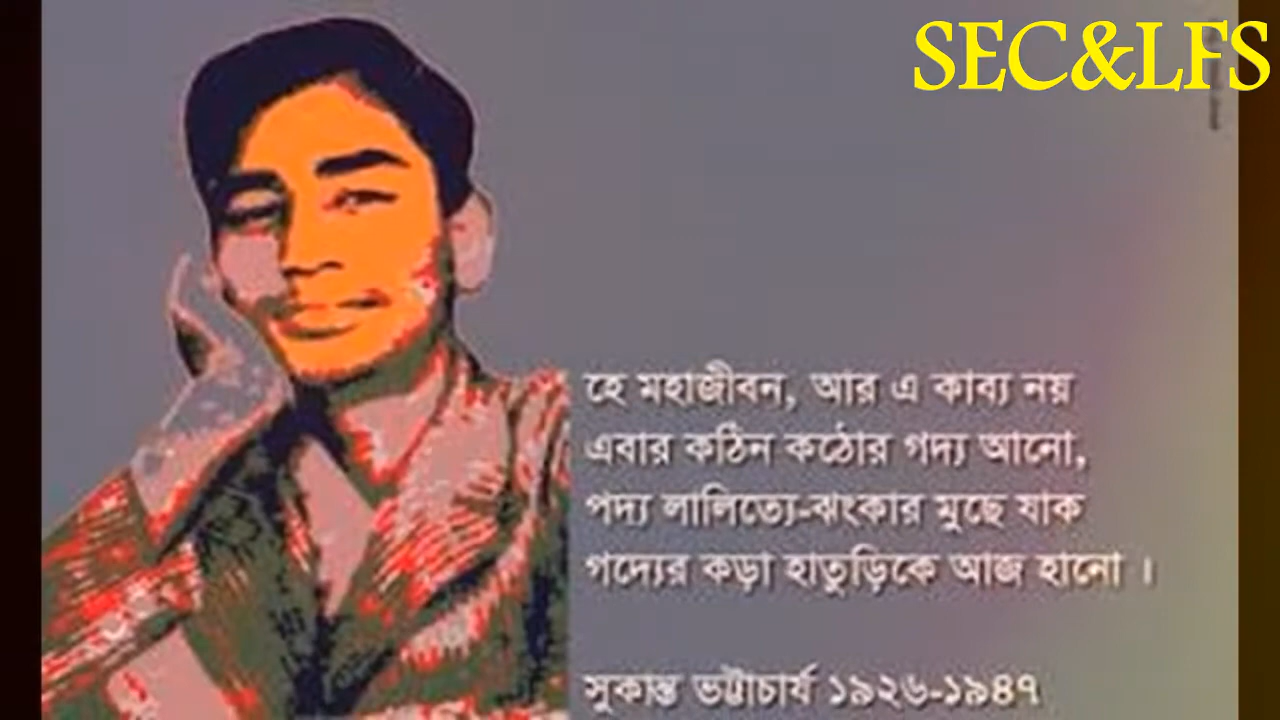 SEC&LFS
হে মহাজীবন, আর এ কাব্য নয়
এবার কঠিন কঠোর গদ্য আনো,
পদ্য লালিত্যে-ঝংকার মুছে যাক
গদ্যের কড়া হাতুড়িকে আজ হানো ।
সুকান্ত ভট্টাচার্য ১৯২৬-১৯৪৭